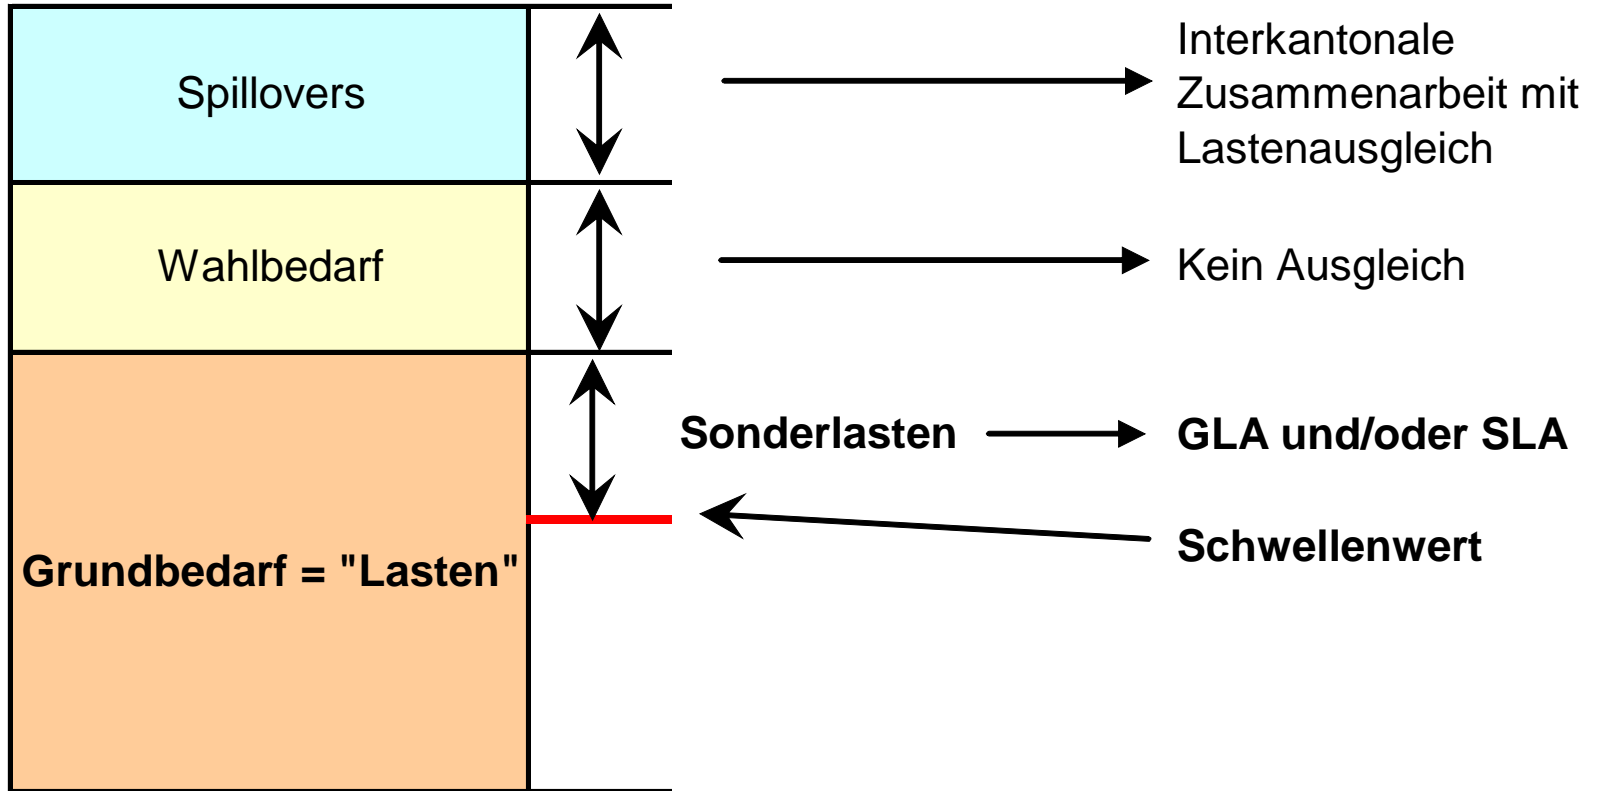 Spillovers
Interkantonale
Zusammenarbeit mit
Lastenausgleich
Wahlbedarf
Kein Ausgleich
Sonderlasten
GLA und/oder SLA
Schwellenwert
Grundbedarf = "Lasten"